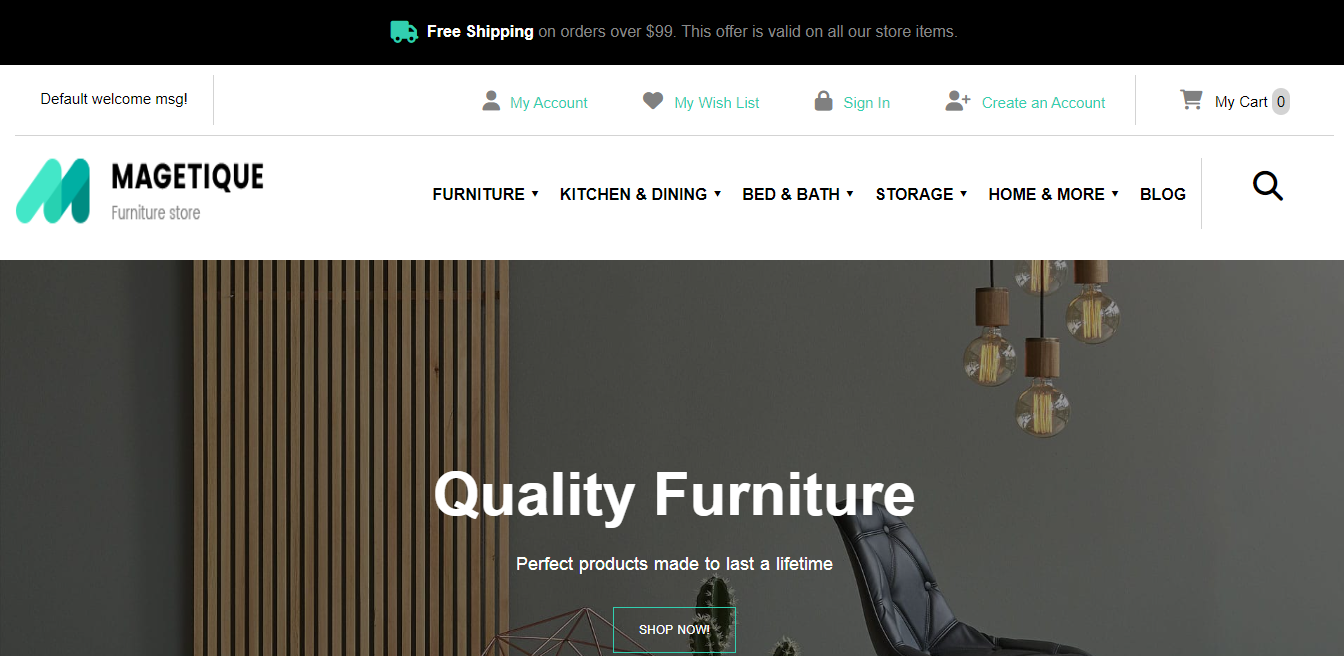 Free Shipping on orders over $99. This offer is valid on all our store items.
Default welcome msg!
My Account
My Wish List
Sign In
Create an Account
My Cart 0
MAGETIQUE
Furniture store
FURNITURE
KITCHEN & DINING
BED & BATH
STORAGE
HOME & MORE
BLOG
Quality Furniture
Perfect products made to last a lifetime
SHOP NOW!